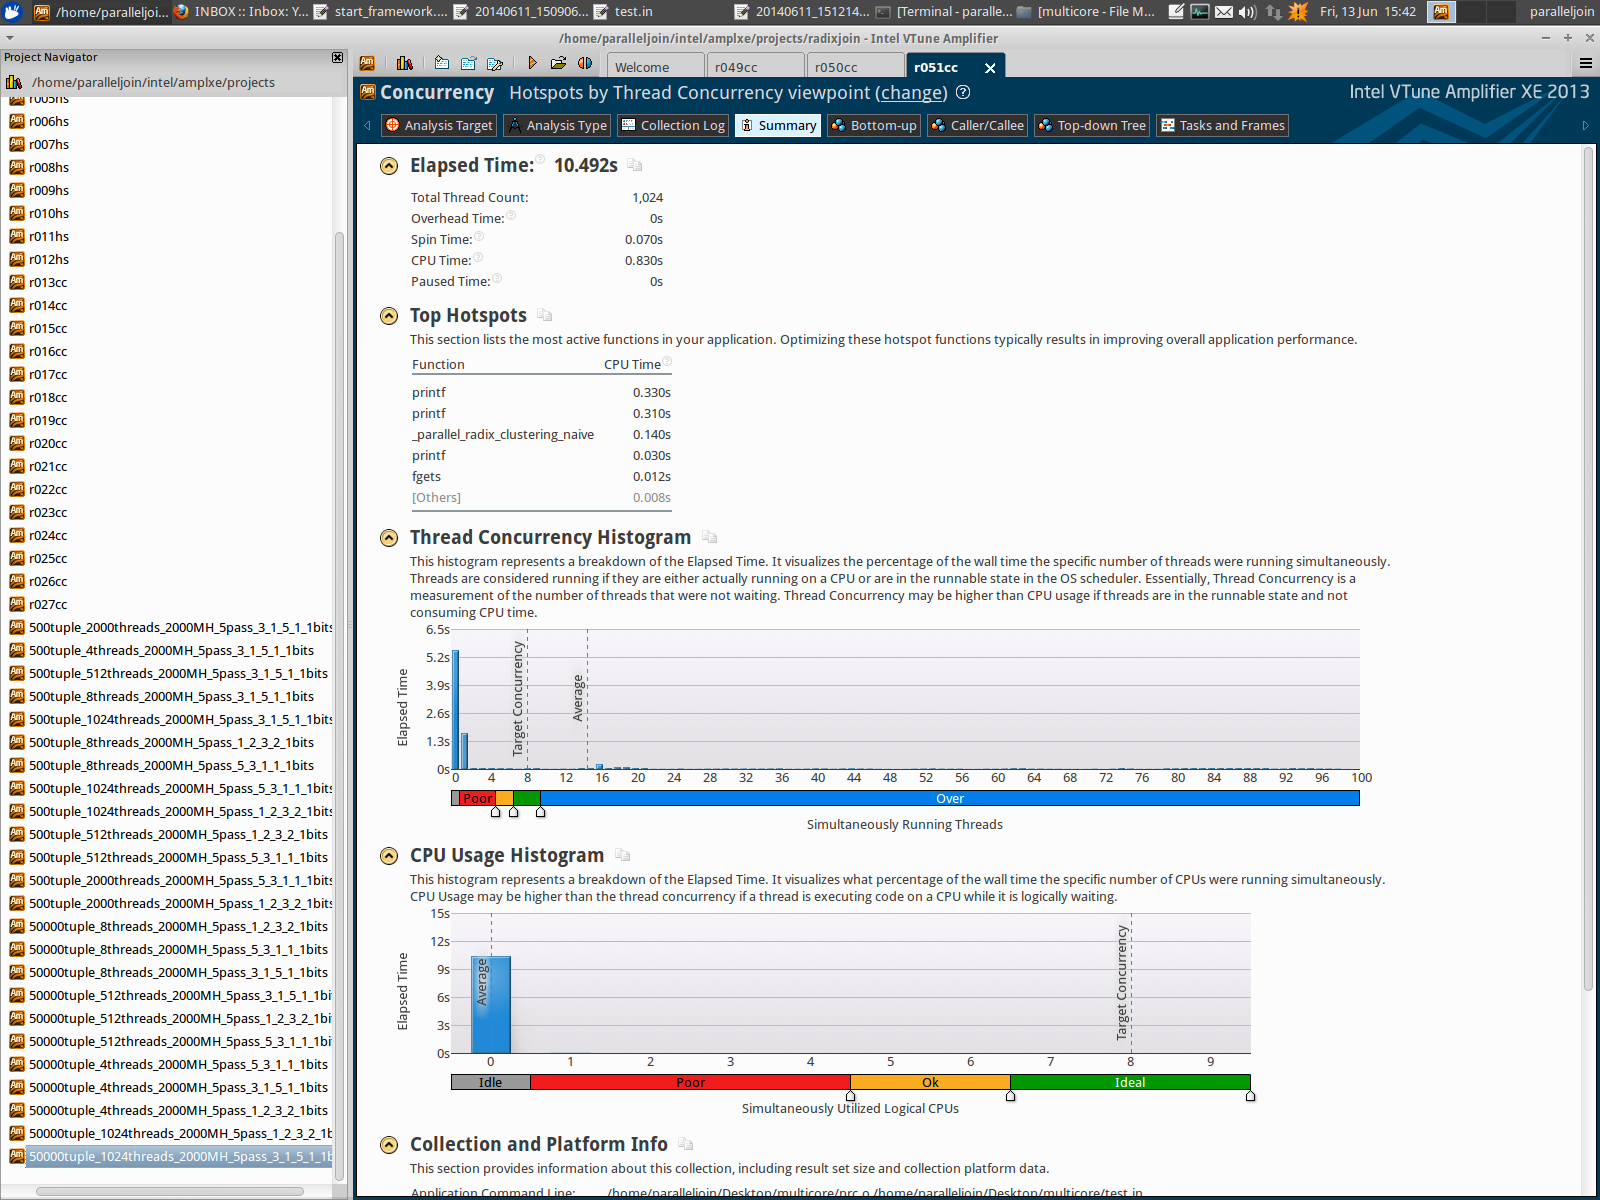 /home/paralleljoi...
INBOX :: Inbox: Y...
start_framework....
20140611_150906...
test.in
20140611_151214...
[Terminal - paralle...
[multicore - File M...
Fri, 13 Jun 15:42
paralleljoin
/home/paralleljoin/intel/amplxe/projects/radixjoin - Intel VTune Amplifier
Project Navigator
/home/paralleljoin/intel/amplxe/projects
r005hs
r006hs
r007hs
r008hs
r009hs
r010hs
r011hs
r012hs
r013cc
r014cc
r015cc
r016cc
r017cc
r018cc
r019cc
r020cc
r021cc
r022cc
r023cc
r024cc
r025cc
r026cc
r027cc
500tuple_2000threads_2000MH_5pass_3_1_5_1_1bits
500tuple_4threads_2000MH_5pass_3_1_5_1_1bits
500tuple_512threads_2000MH_5pass_3_1_5_1_1bits
500tuple_8threads_2000MH_5pass_3_1_5_1_1bits
500tuple_1024threads_2000MH_5pass_3_1_5_1_1bits
500tuple_8threads_2000MH_5pass_1_2_3_2_1bits
500tuple_8threads_2000MH_5pass_5_3_1_1_1bits
500tuple_1024threads_2000MH_5pass_5_3_1_1_1bits
500tuple_1024threads_2000MH_5pass_1_2_3_2_1bits
500tuple_512threads_2000MH_5pass_1_2_3_2_1bits
500tuple_512threads_2000MH_5pass_5_3_1_1_1bits
500tuple_2000threads_2000MH_5pass_5_3_1_1_1bits
500tuple_2000threads_2000MH_5pass_1_2_3_2_1bits
50000tuple_8threads_2000MH_5pass_1_2_3_2_1bits
50000tuple_8threads_2000MH_5pass_5_3_1_1_1bits
50000tuple_8threads_2000MH_5pass_3_1_5_1_1bits
50000tuple_512threads_2000MH_5pass_3_1_5_1_1bi
50000tuple_512threads_2000MH_5pass_1_2_3_2_1bi
50000tuple_512threads_2000MH_5pass_5_3_1_1_1bi
50000tuple_4threads_2000MH_5pass_5_3_1_1_1bits
50000tuple_4threads_2000MH_5pass_3_1_5_1_1bits
50000tuple_4threads_2000MH_5pass_1_2_3_2_1bits
50000tuple_1024threads_2000MH_5pass_1_2_3_2_1b
50000tuple_1024threads_2000MH_5pass_3_1_5_1_1b
Welcome
r049cc
r050cc
r051cc
Concurrency Hotspots by Thread Concurrency viewpoint (change)
Intel VTune Amplifier XE 2013
Analysis Target
Analysis Type
Collection Log
Summary
Bottom-up
Caller/Callee
Top-down Tree
Tasks and Frames
Elapsed Time: 10.492s
Total Thread Count: 1,024
Overhead Time: 0s
Spin Time: 0.070s
CPU Time: 0.830s
Paused Time: 0s
Top Hotspots
This section lists the most active functions in your application. Optimizing these hotspot functions typically results in improving overall application performance.
Function CPU Time
printf 0.330s
printf 0.310s
_parallel_radix_clustering_naive 0.140s
printf 0.030s
fgets 0.012s
[Others] 0.008s
Thread Concurrency Histogram
This histogram represents a breakdown of the Elapsed Time. It visualizes the percentage of the wall time the specific number of threads were running simultaneously.
Threads are considered running if they are either actually running on a CPU or are in the runnable state in the OS scheduler. Essentially, Thread Concurrency is a
measurement of the number of threads that were not waiting. Thread Concurrency may be higher than CPU usage if threads are in the runnable state and not
consuming CPU time.
Elapsed Time
6.5s
5.2s
3.9s
2.6s
1.3s
0s
Target Concurrency
Average
0 4 8 12 16 20 24 28 32 36 40 44 48 52 56 60 64 68 72 76 80 84 88 92 96 100
Poor Over
Simultaneously Running Threads
CPU Usage Histogram
This histogram represents a breakdown of the Elapsed Time. It visualizes what percentage of the wall time the specific number of CPUs were running simultaneously.
CPU Usage may be higher than the thread concurrency if a thread is executing code on a CPU while it is logically waiting.
Elapsed Time
15s
12s
9s
6s
3s
0s
Average
Target Concurrency
0 1 2 3 4 5 6 7 8 9
Idle Poor Ok Ideal
Simultaneously Utilized Logical CPUs
Collection and Platform Info
This section provides information about this collection, including result set size and collection platform data.
Application Command Line: /home/paralleljoin/Desktop/multicore/prc o /home/paralleljoin/Desktop/multicore/test.in